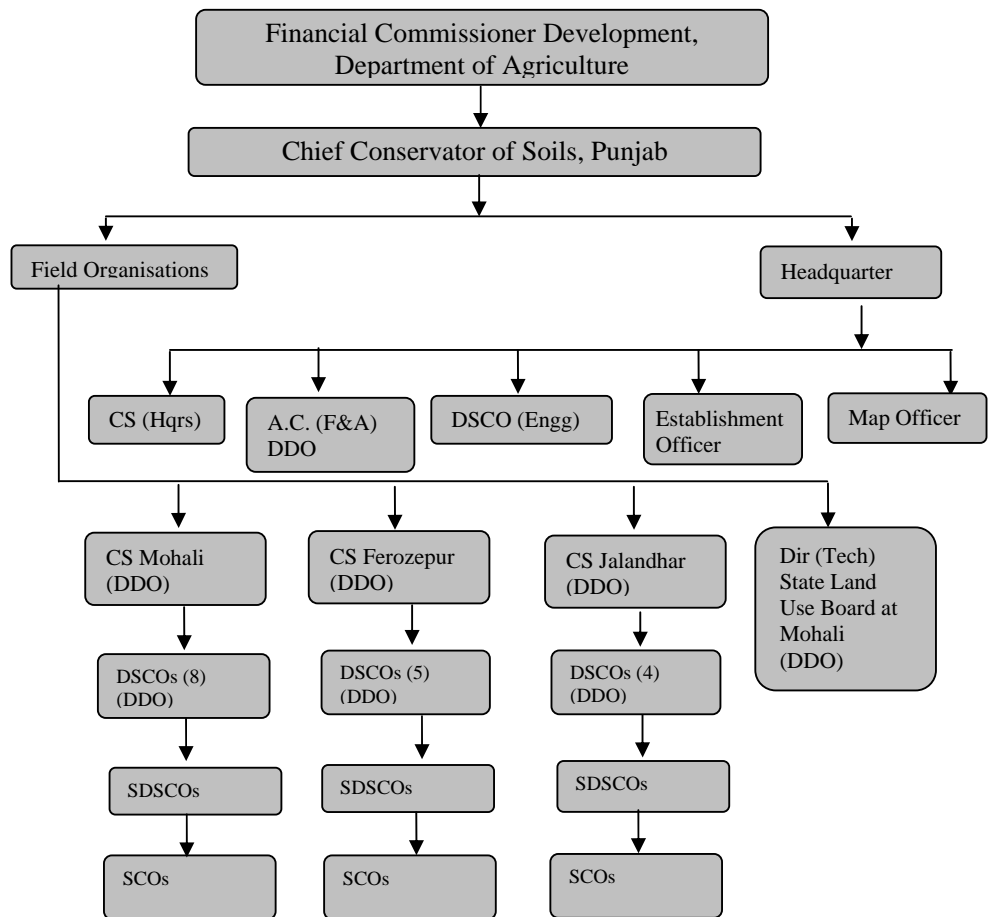 Financial Commissioner Development,
Department of Agriculture
Chief Conservator of Soils, Punjab
Field Organisations
Headquarter
CS (Hqrs)
A.C. (F&A)
DDO
DSCO (Engg)
Establishment
Officer
Map Officer
CS Mohali
(DDO)
CS Ferozepur
(DDO)
CS Jalandhar
(DDO)
Dir (Tech)
State Land
Use Board at
Mohali
(DDO)
DSCOs (8)
(DDO)
DSCOs (5)
(DDO)
DSCOs (4)
(DDO)
SDSCOs
SDSCOs
SDSCOs
SCOs
SCOs
SCOs